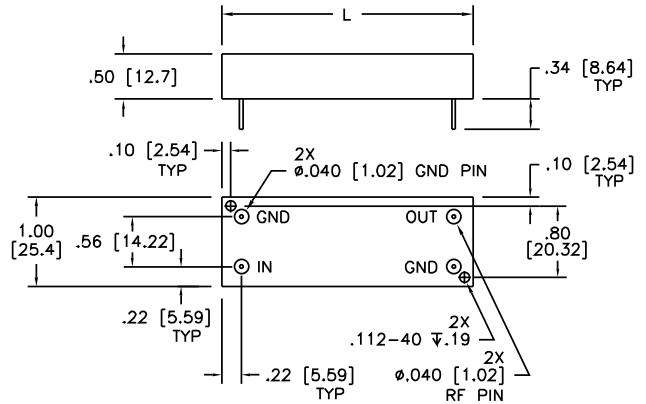 L
.50 [12.7]
.34 [8.64]
TYP
.10 [2.54]
TYP
2X
ø.040 [1.02] GND PIN
.10 [2.54]
TYP
GND
OUT
1.00
[25.4]
.56 [14.22]
.80
[20.32]
IN
GND
.22 [5.59]
TYP
2X
.112-40 ↧.19
.22 [5.59]
TYP
2X
ø.040 [1.02]
RF PIN